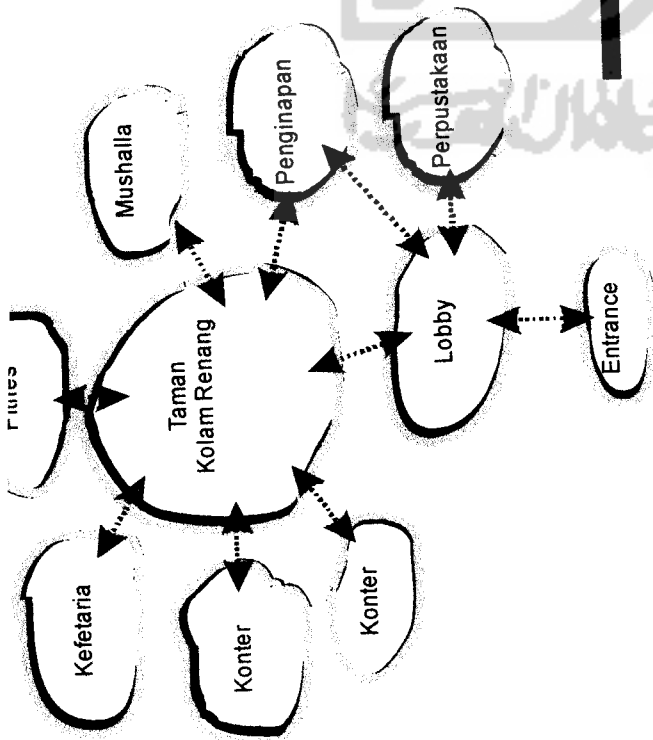 Mushalla
Penginapan
Perpustakaan
Taman
Kolam Renang
Lobby
Entrance
Kefetaria
Konter
Konter